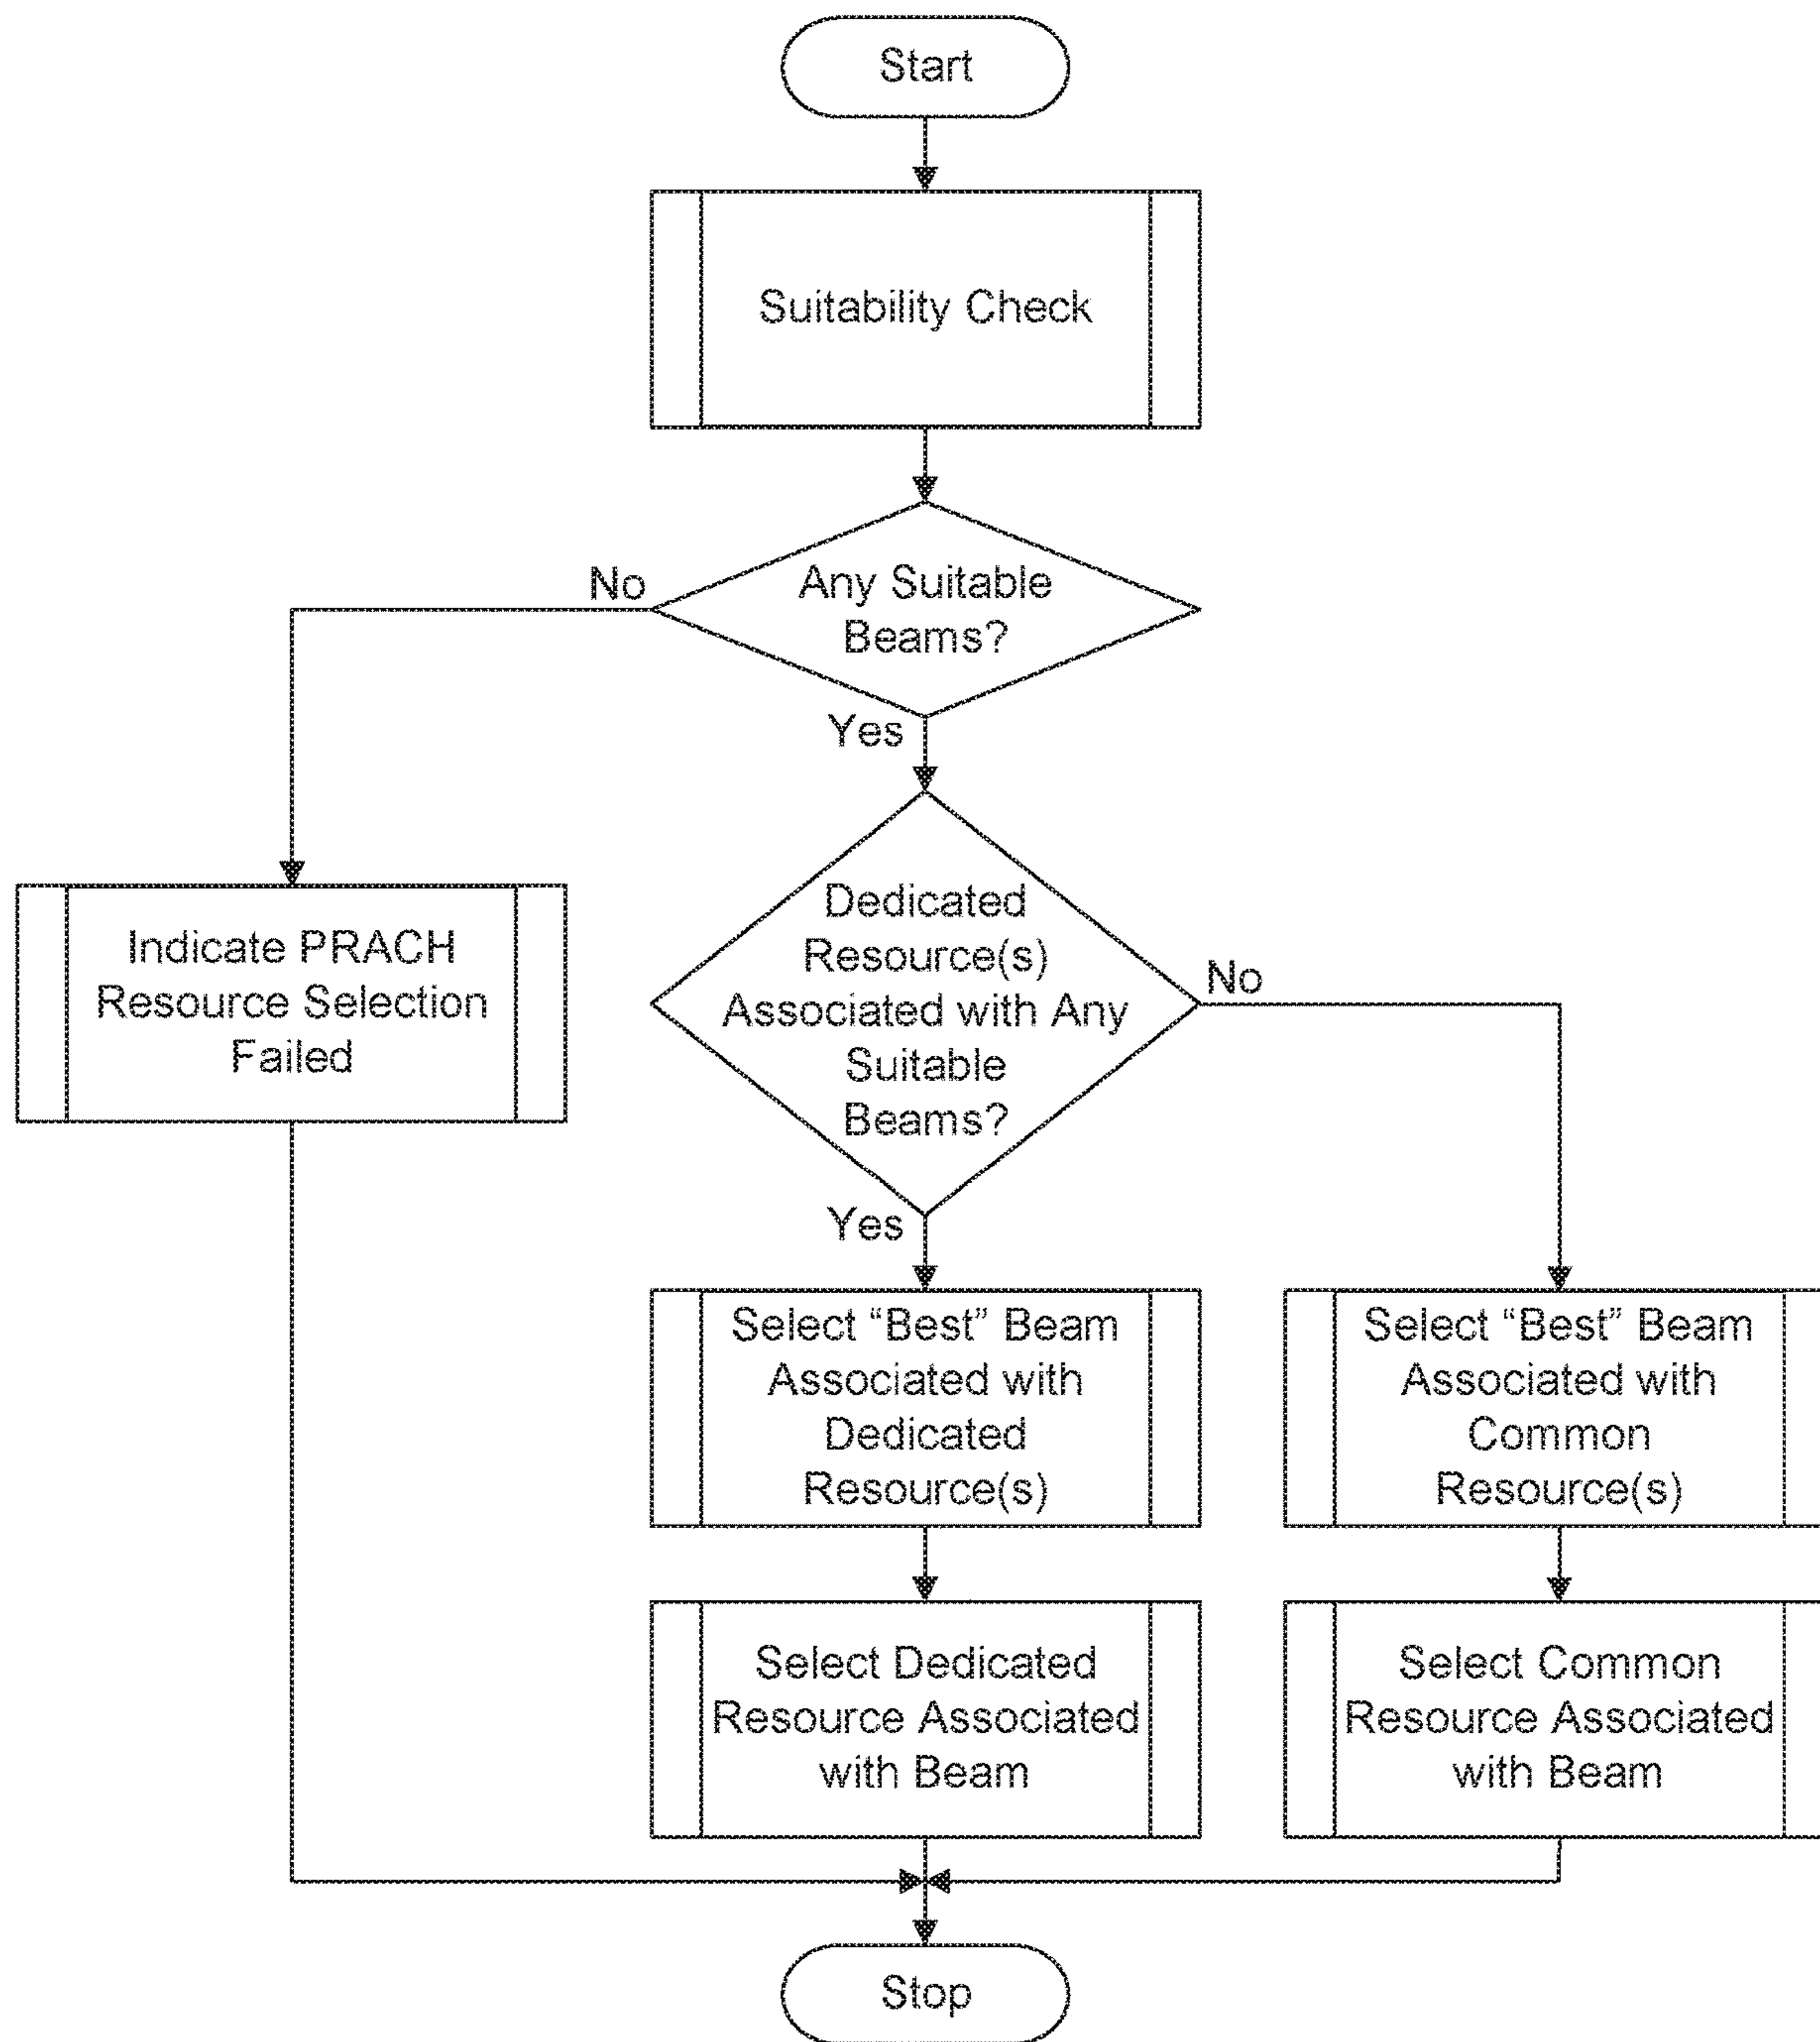 Start
Suitability Check
No
Any Suitable
Beams?
Yes
Indicate PRACH
Resource Selection
Failed
Dedicated
Resource(s)
Associated with Any
Suitable
Beams?
No
Yes
Select “Best” Beam
Associated with
Dedicated
Resource(s)
Select “Best” Beam
Associated with
Common
Resource(s)
Select Dedicated
Resource Associated
with Beam
Select Common
Resource Associated
with Beam
Stop